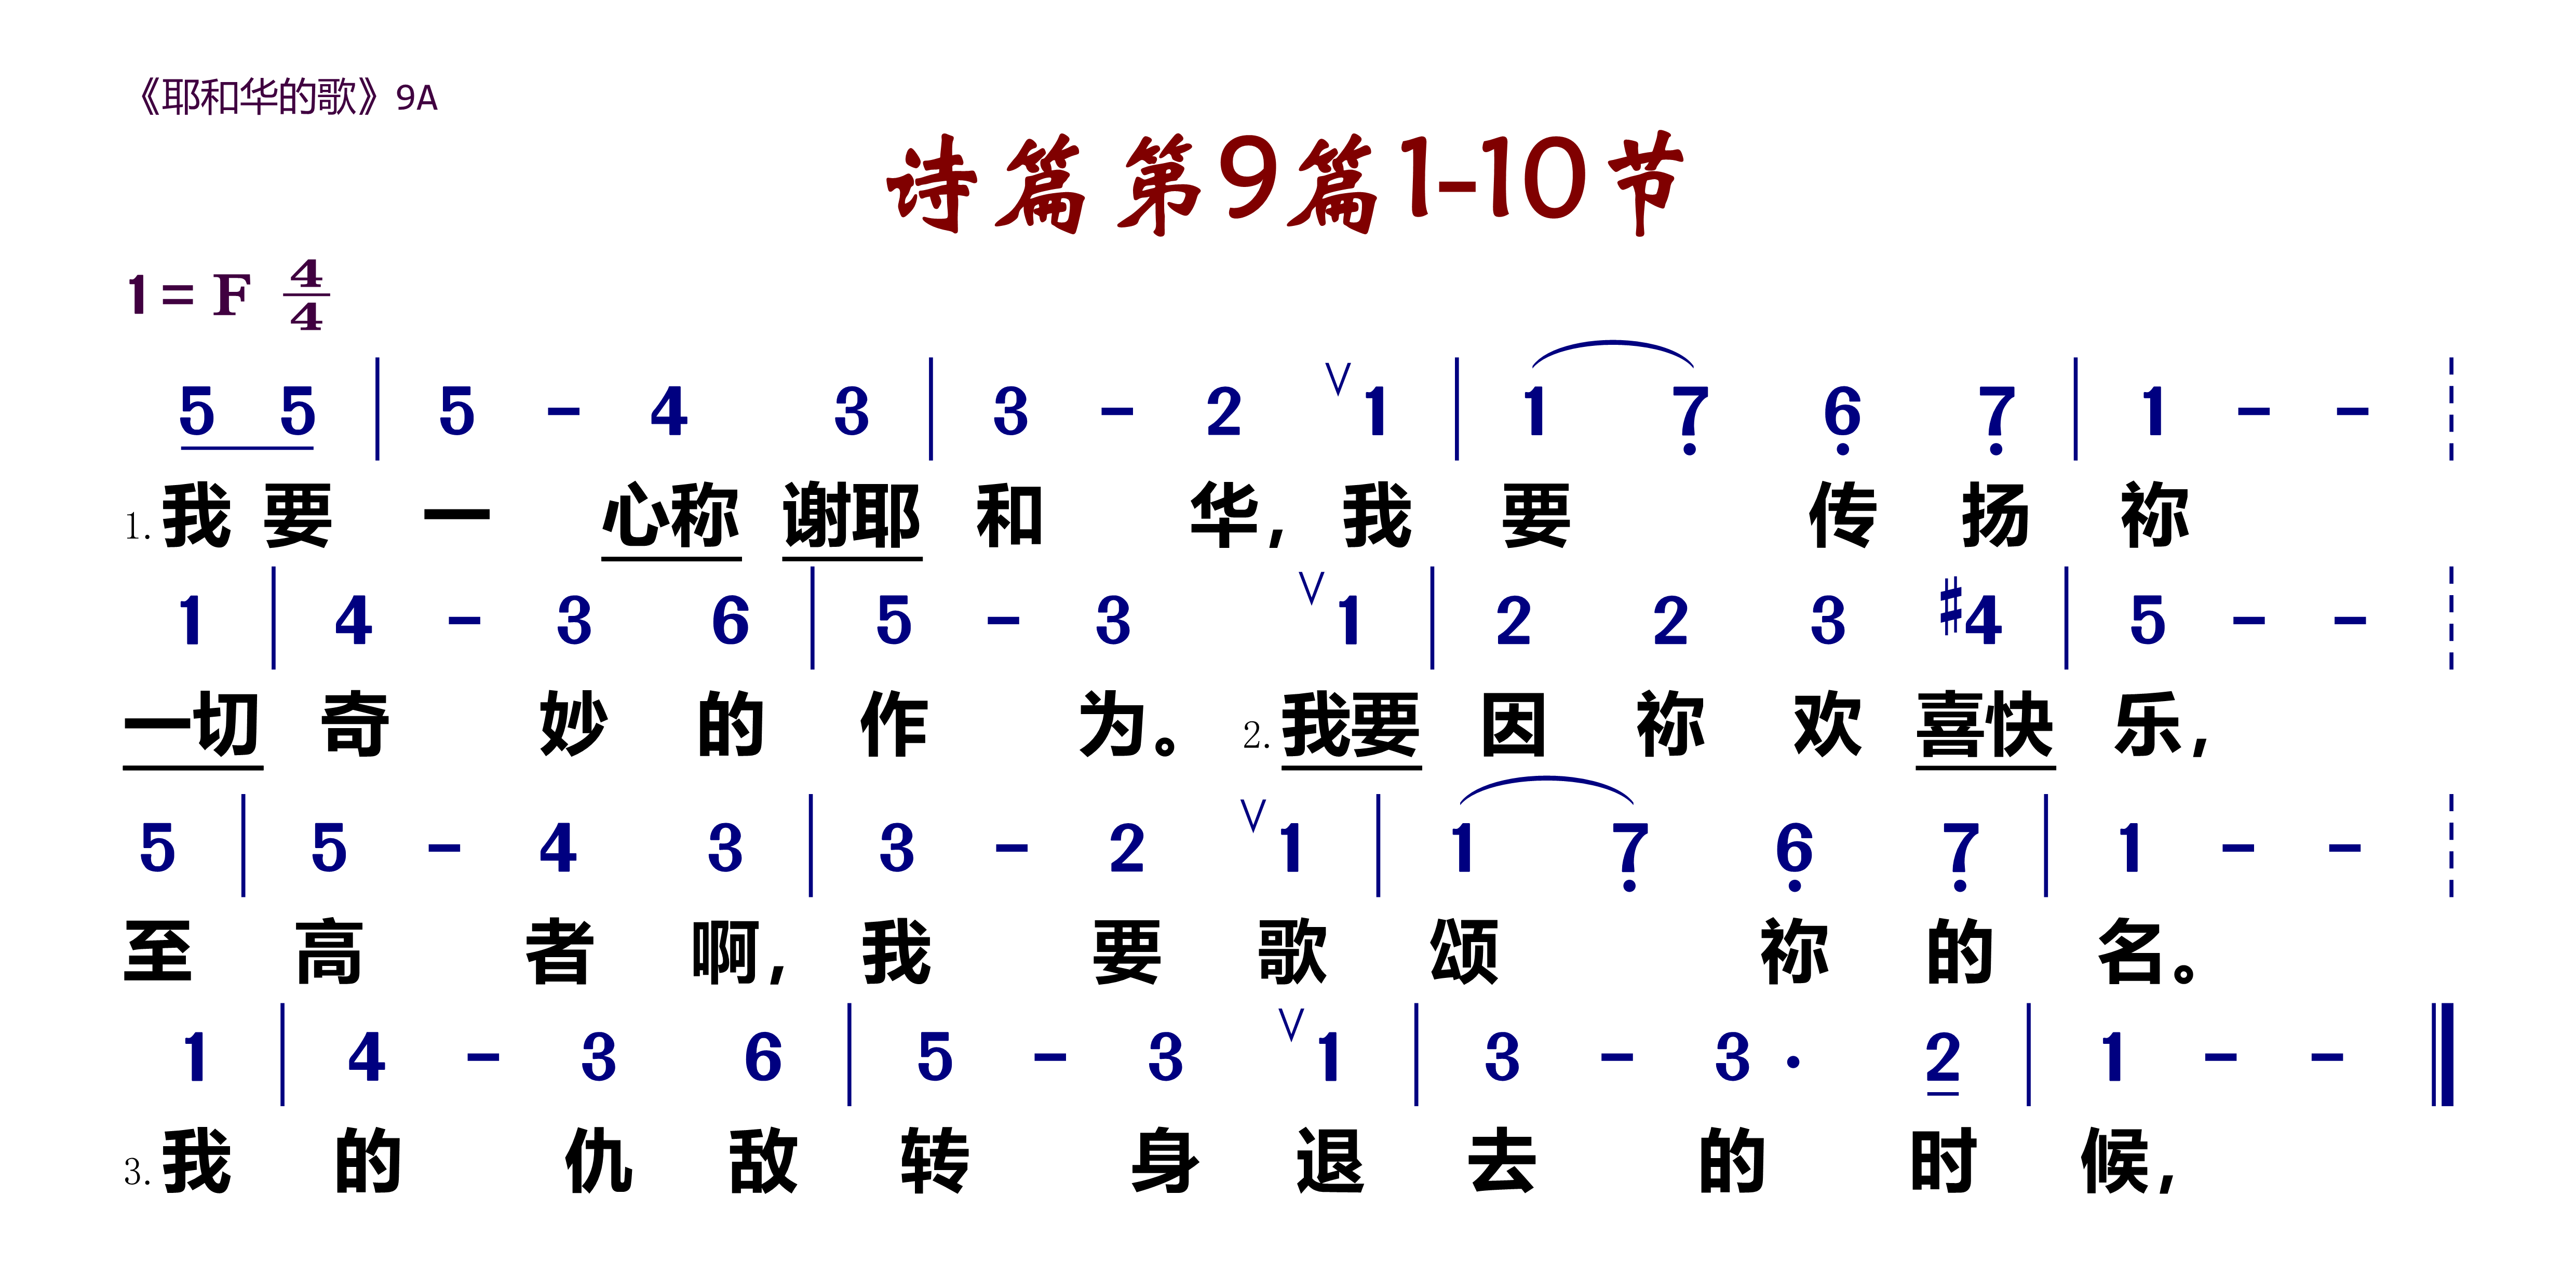 《耶和华的歌》9A
诗篇第9篇1-10节
1= F 4/4
5 5 | 5 - 4 3 | 3 - 2 ∨ 1 | 1 7̣ 6̣ 7̣ | 1 - - ¦
1.我 要 一 心称 谢耶 和 华, 我 要 传 扬 祢
1 | 4 - 3 6 | 5 - 3 ∨ 1 | 2 2 3 ♯4 | 5 - - ¦
一切 奇 妙 的 作 为。 2.我要 因 祢 欢 喜快 乐,
5 | 5 - 4 3 | 3 - 2 ∨ 1 | 1 7̣ 6̣ 7̣ | 1 - - ¦
至 高 者 啊, 我 要 歌 颂 祢 的 名。
1 | 4 - 3 6 | 5 - 3 ∨ 1 | 3 - 3 · 2 | 1 - - ‖
3.我 的 仇 敌 转 身 退 去 的 时 候,